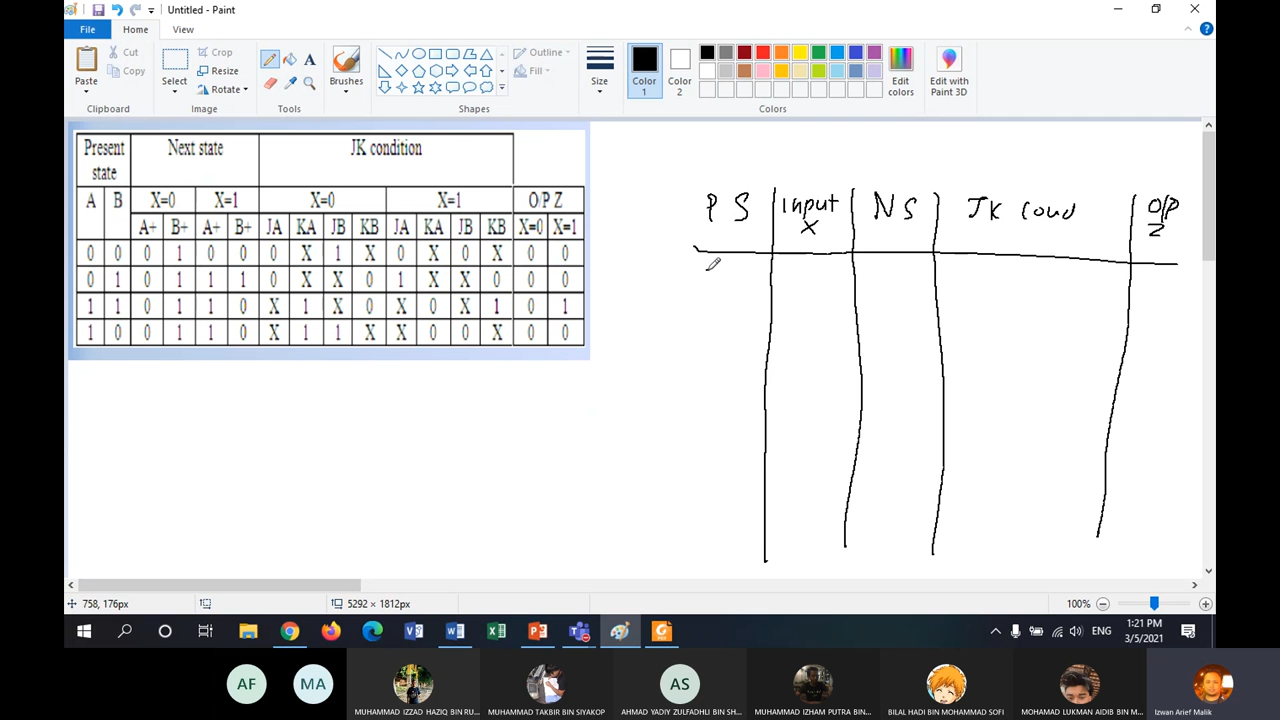 Untitled - Paint
File Home View
Paste
Cut
Copy
Clipboard
Select
Crop
Resize
Rotate
Image
A
Tools
Brushes
Shapes
Outline
Fill
Size
Color 1
Color 2
Colors
Edit colors
Edit with Paint 3D
Present state Next state JK condition
A B X=0 X=1 X=0 X=1 O/P Z
A+ B+ A+ B+ JA KA JB KB JA KA JB KB X=0 X=1
0 0 0 1 0 0 0 X 1 X 0 X 0 X 0 0
0 1 0 1 1 1 0 X X 0 1 X X 0 0 0
1 1 0 1 1 0 X 1 X 0 X 0 X 1 0 1
1 0 0 1 1 0 X 1 1 X X 0 0 X 0 0
P S input X N S JK cond O/P Z
758, 176px
5292 × 1812px
100%
ENG
1:21 PM
3/5/2021
AF
MA
MUHAMMAD IZZAD HAZIQ BIN RU...
MUHAMMAD TAKBIR BIN SIYAKOP
AS
AHMAD YADIY ZULFADHLI BIN SH...
MUHAMMAD IZHAM PUTRA BIN...
BILAL HADI BIN MOHAMMAD SOFI
MOHAMAD LUKMAN AIDIB BIN M...
Izwan Arief Malik